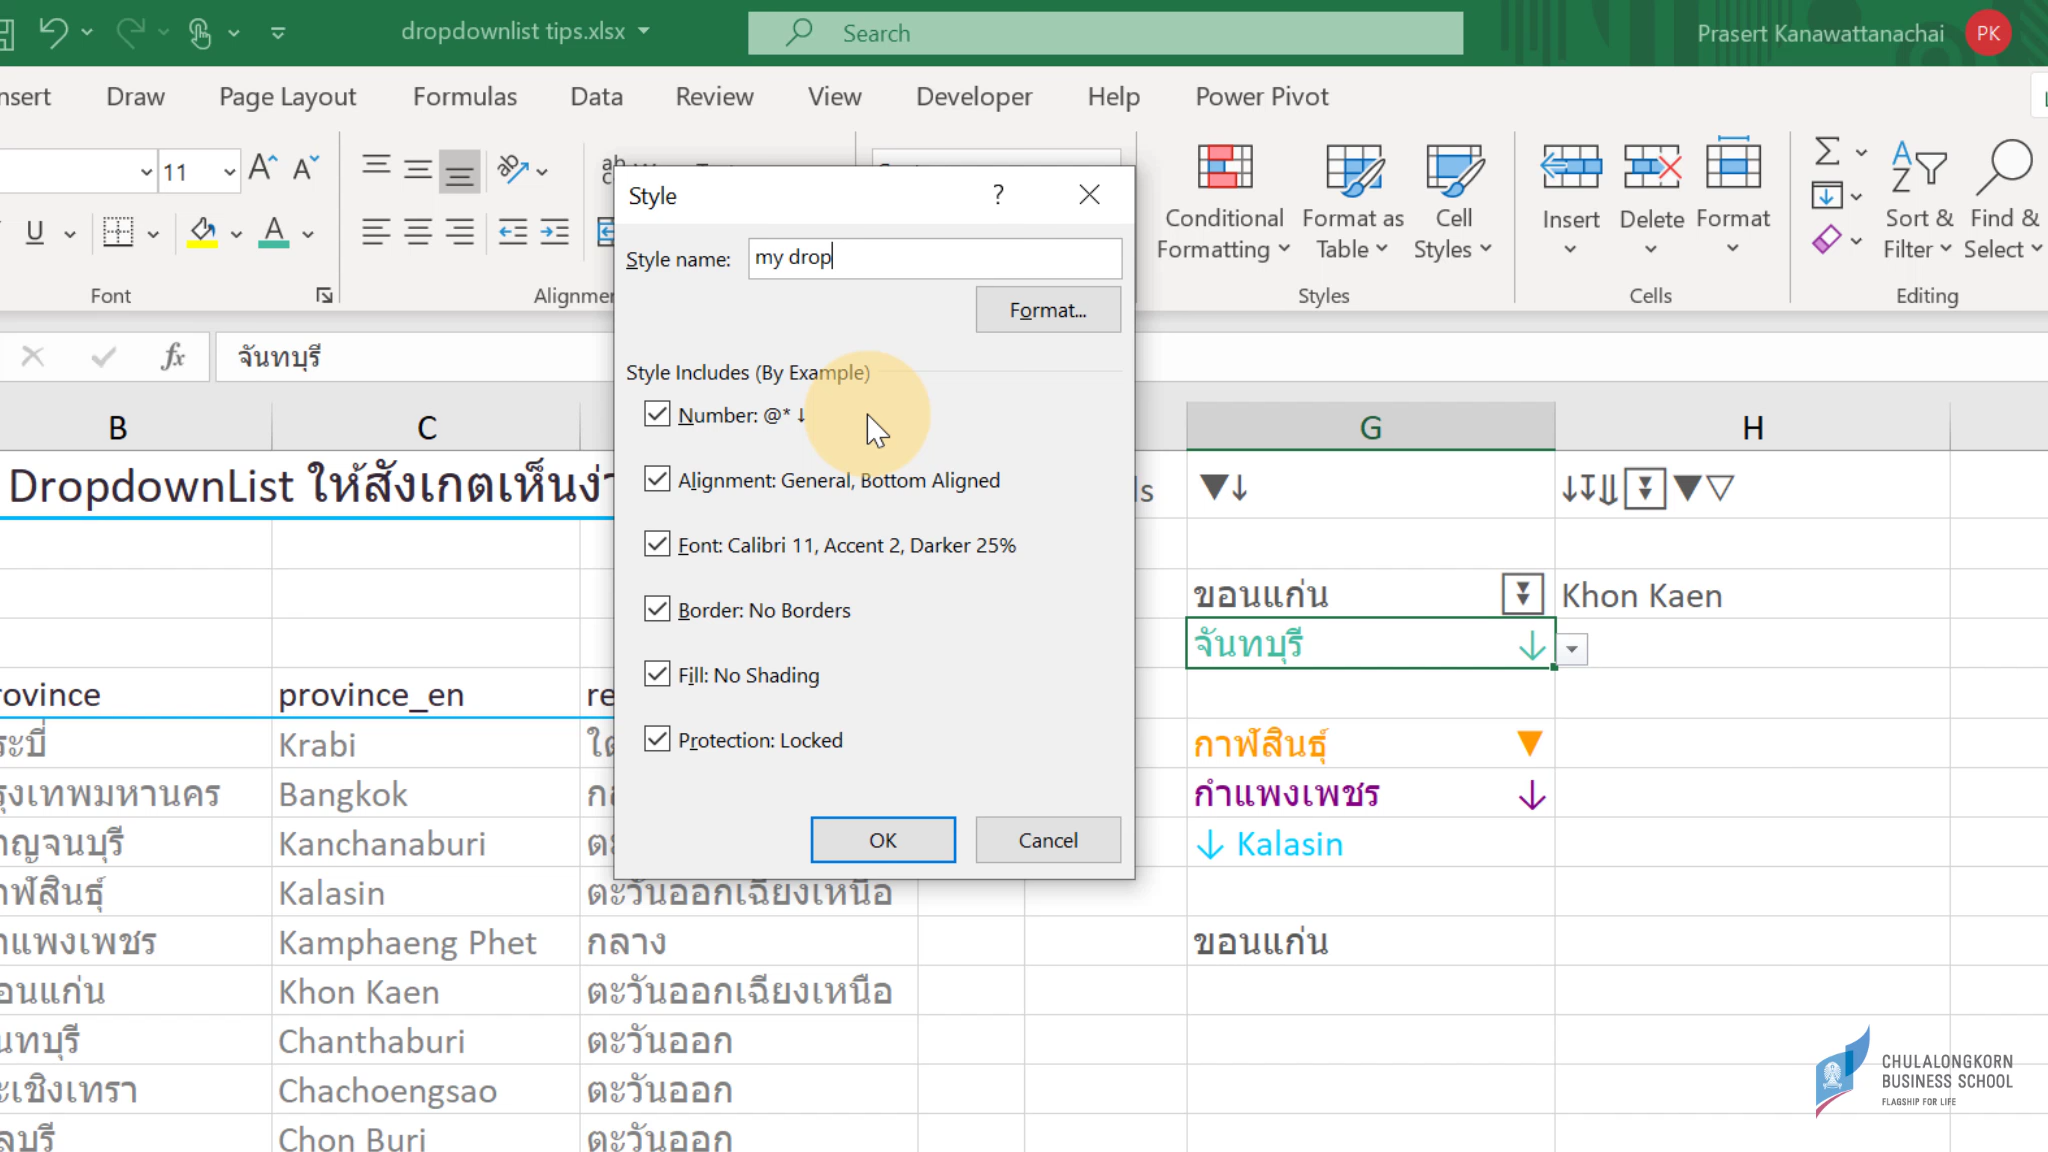 dropdownlist tips.xlsx
Search
Prasert Kanawattanachai
PK
nsert
Draw
Page Layout
Formulas
Data
Review
View
Developer
Help
Power Pivot
11
Conditional Formatting
Format as Table
Cell Styles
Insert
Delete
Format
Sort & Filter
Find & Select
Font
Styles
Cells
Editing
Style
Style name: my drop
Format...
Style Includes (By Example)
Number: @* ↓
Alignment: General, Bottom Aligned
Font: Calibri 11, Accent 2, Darker 25%
Border: No Borders
Fill: No Shading
Protection: Locked
OK
Cancel
fx
จันทบุรี
B
C
G
H
DropdownList ให้สังเกตเห็นง่า
▼↓
↓↧⇓⏬▼▽
ขอนแก่น
Khon Kaen
จันทบุรี ↓
ovince
province_en
re
Krabi
กาฬสินธุ์ ▼
Bangkok
กำแพงเพชร ↓
Kanchanaburi
↓ Kalasin
Kalasin
ตะวันออกเฉียงเหนือ
Kamphaeng Phet
กลาง
ขอนแก่น
Khon Kaen
ตะวันออกเฉียงเหนือ
Chanthaburi
ตะวันออก
Chachoengsao
ตะวันออก
Chon Buri
ตะวันออก
CHULALONGKORN
BUSINESS SCHOOL
FLAGSHIP FOR LIFE